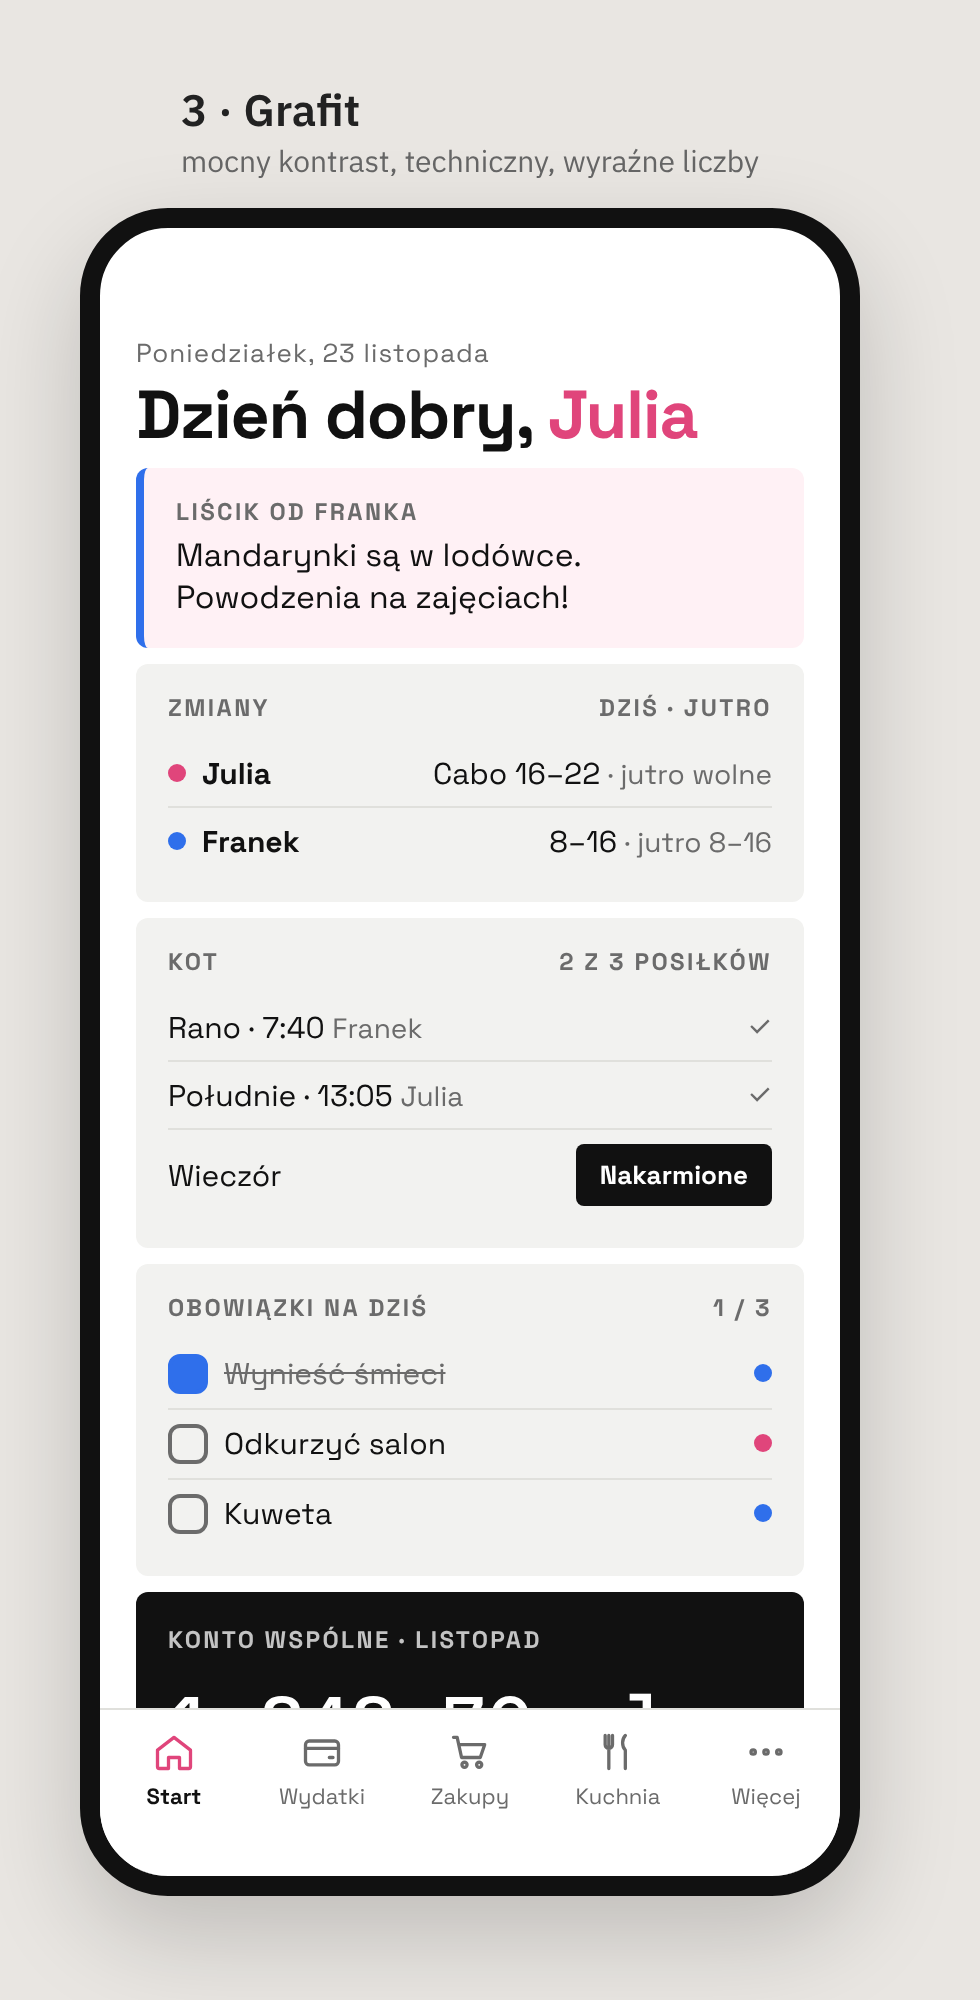 3 · Grafit
mocny kontrast, techniczny, wyraźne liczby
Poniedziałek, 23 listopada
Dzień dobry, Julia
LIŚCIK OD FRANKA
Mandarynki są w lodówce.
Powodzenia na zajęciach!
ZMIANY DZIŚ · JUTRO
Julia Cabo 16–22 · jutro wolne
Franek 8–16 · jutro 8–16
KOT 2 Z 3 POSIŁKÓW
Rano · 7:40 Franek
Południe · 13:05 Julia
Wieczór Nakarmione
OBOWIĄZKI NA DZIŚ 1 / 3
Wynieść śmieci
Odkurzyć salon
Kuweta
KONTO WSPÓLNE · LISTOPAD
Start Wydatki Zakupy Kuchnia Więcej